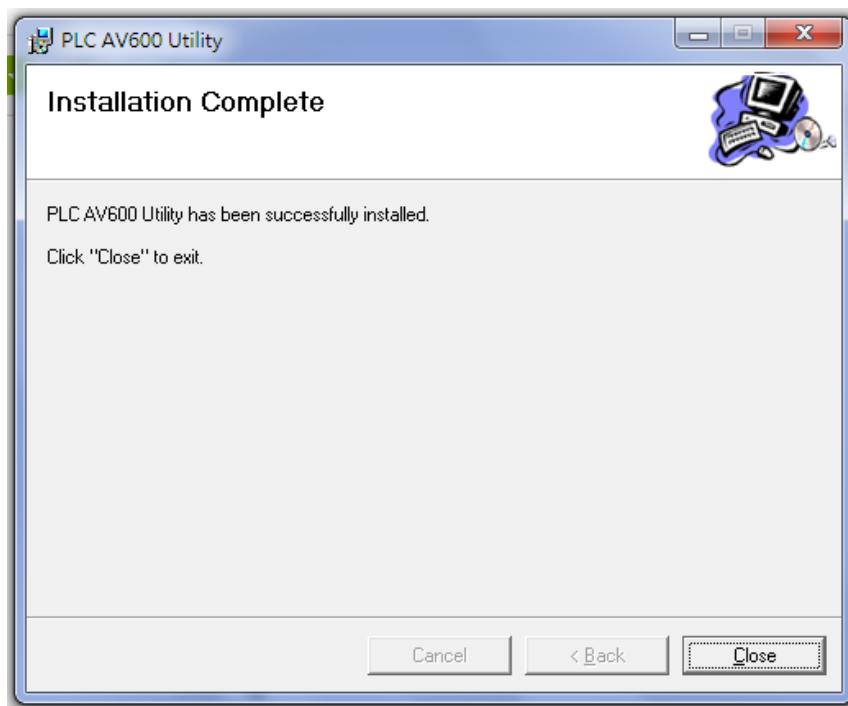 PLC AV600 Utility
Installation Complete
PLC AV600 Utility has been successfully installed.
Click "Close" to exit.
Cancel
< Back
Close